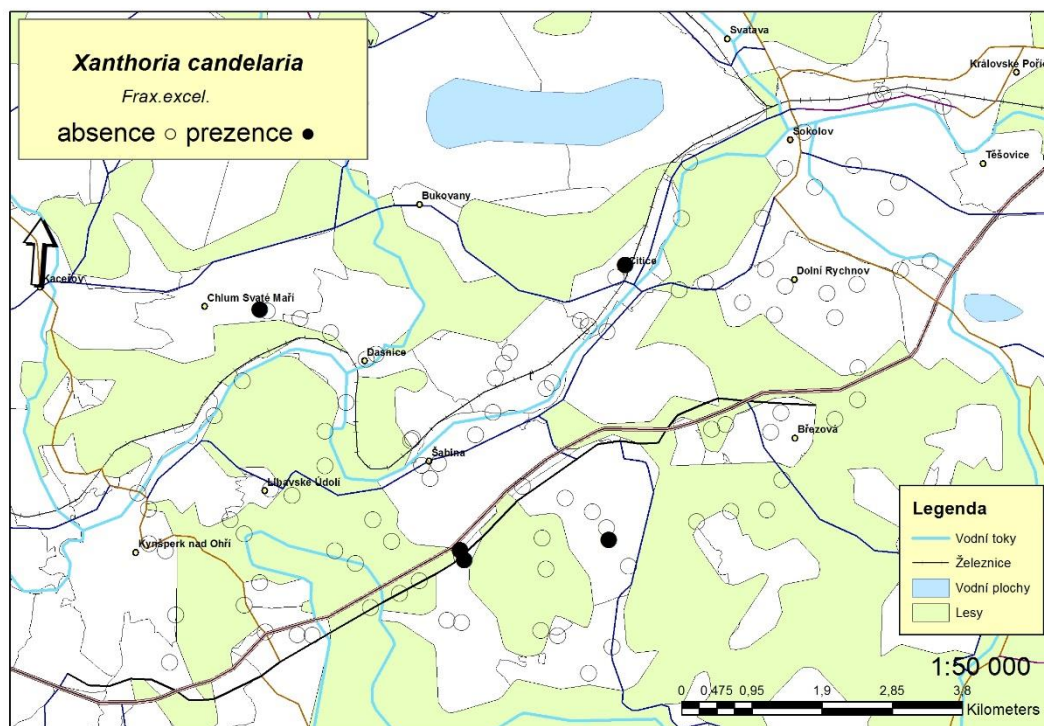 Xanthoria candelaria
Frax.excel.
absence ○ prezence ●
Svatava
Královské Poříč
Sokolov
Těšovice
Bukovany
Kaceřov
Chlum Svaté Maří
Citice
Dolní Rychnov
Dasnice
Šabina
Březová
Libavské Údolí
Kynšperk nad Ohří
Legenda
Vodní toky
Železnice
Vodní plochy
Lesy
1:50 000
0 0,475 0,95 1,9 2,85 3,8
Kilometers